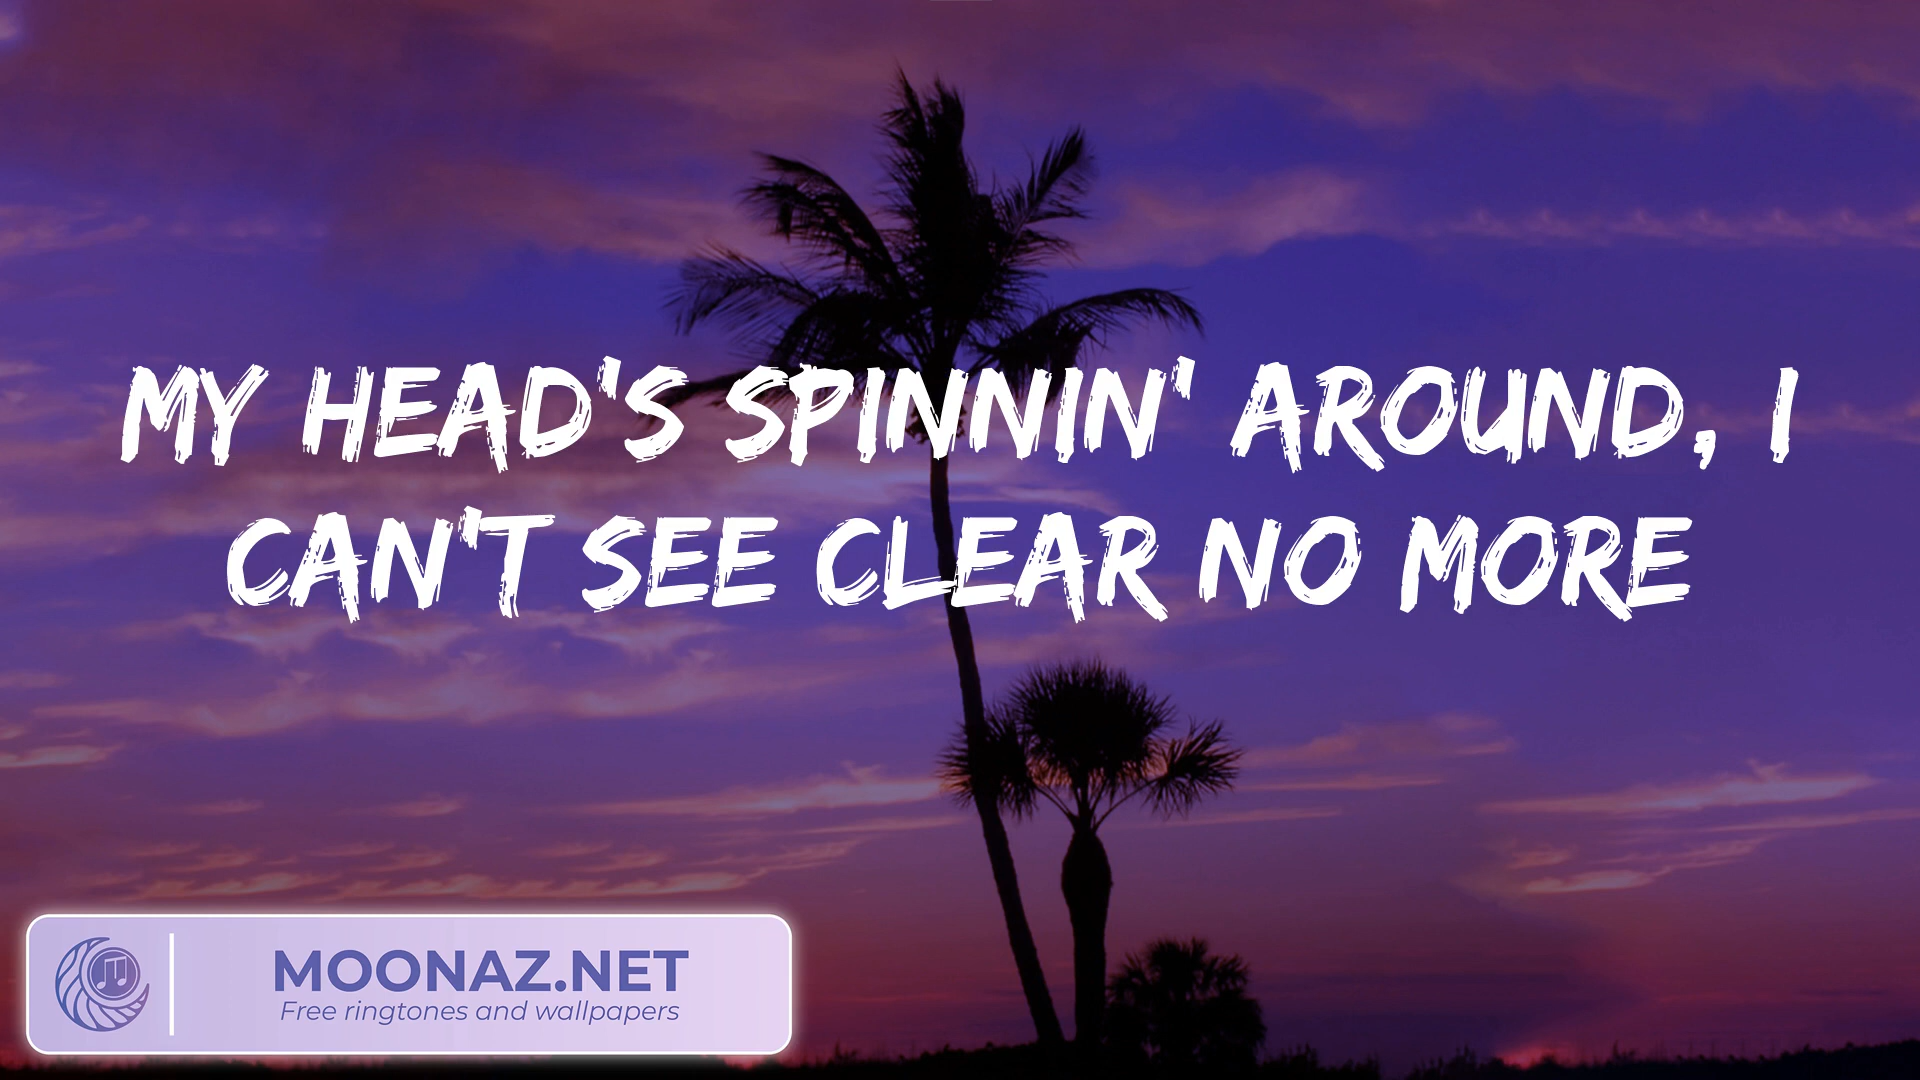 MY HEAD'S SPINNIN' AROUND, I
CAN'T SEE CLEAR NO MORE
MOONAZ.NET
Free ringtones and wallpapers